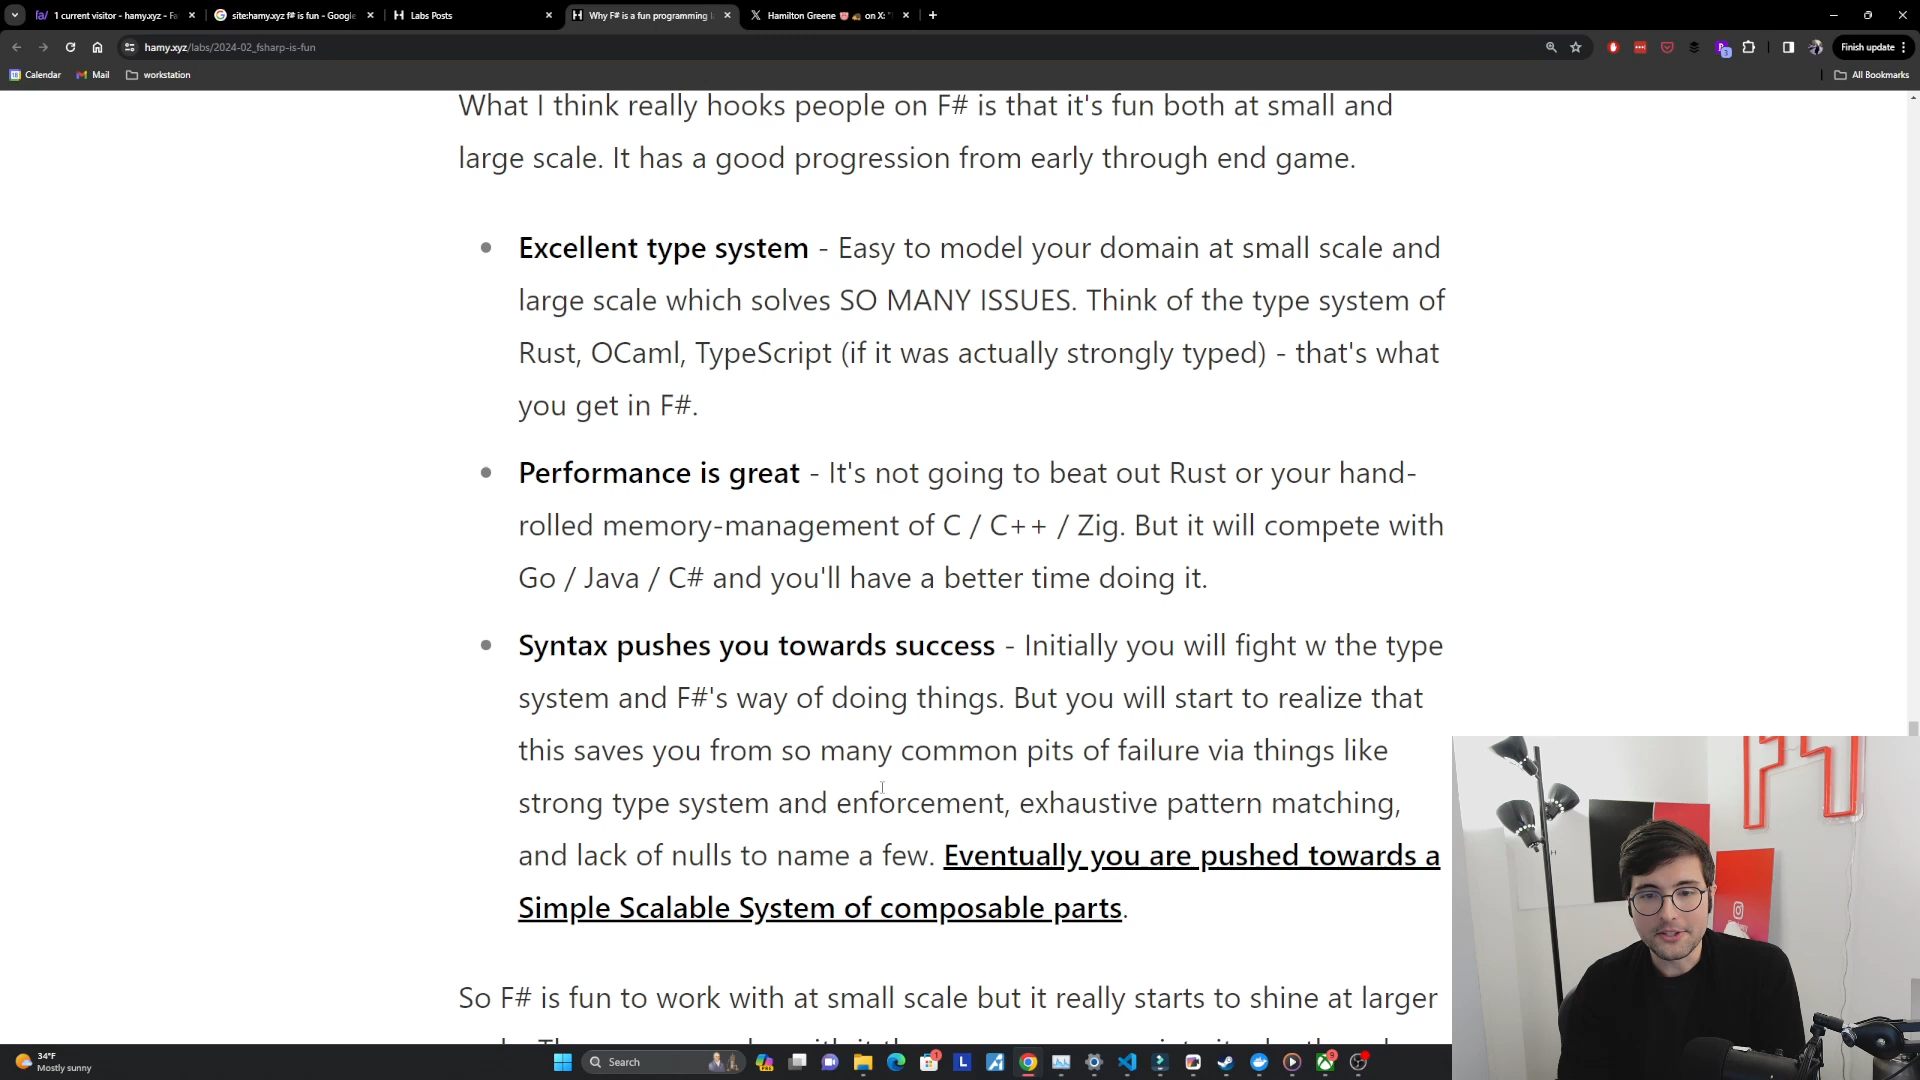 1 current visitor - hamy.xyz - Fa
site:hamy.xyz f# is fun - Google
Labs Posts
Why F# is a fun programming l
Hamilton Greene
on X: "
hamy.xyz/labs/2024-02_fsharp-is-fun
Finish update
Calendar
Mail
workstation
All Bookmarks
What I think really hooks people on F# is that it's fun both at small and
large scale. It has a good progression from early through end game.
Excellent type system - Easy to model your domain at small scale and
large scale which solves SO MANY ISSUES. Think of the type system of
Rust, OCaml, TypeScript (if it was actually strongly typed) - that's what
you get in F#.
Performance is great - It's not going to beat out Rust or your hand-
rolled memory-management of C / C++ / Zig. But it will compete with
Go / Java / C# and you'll have a better time doing it.
Syntax pushes you towards success - Initially you will fight w the type
system and F#'s way of doing things. But you will start to realize that
this saves you from so many common pits of failure via things like
strong type system and enforcement, exhaustive pattern matching,
and lack of nulls to name a few. Eventually you are pushed towards a
Simple Scalable System of composable parts.
So F# is fun to work with at small scale but it really starts to shine at larger
34°F
Mostly sunny
Search